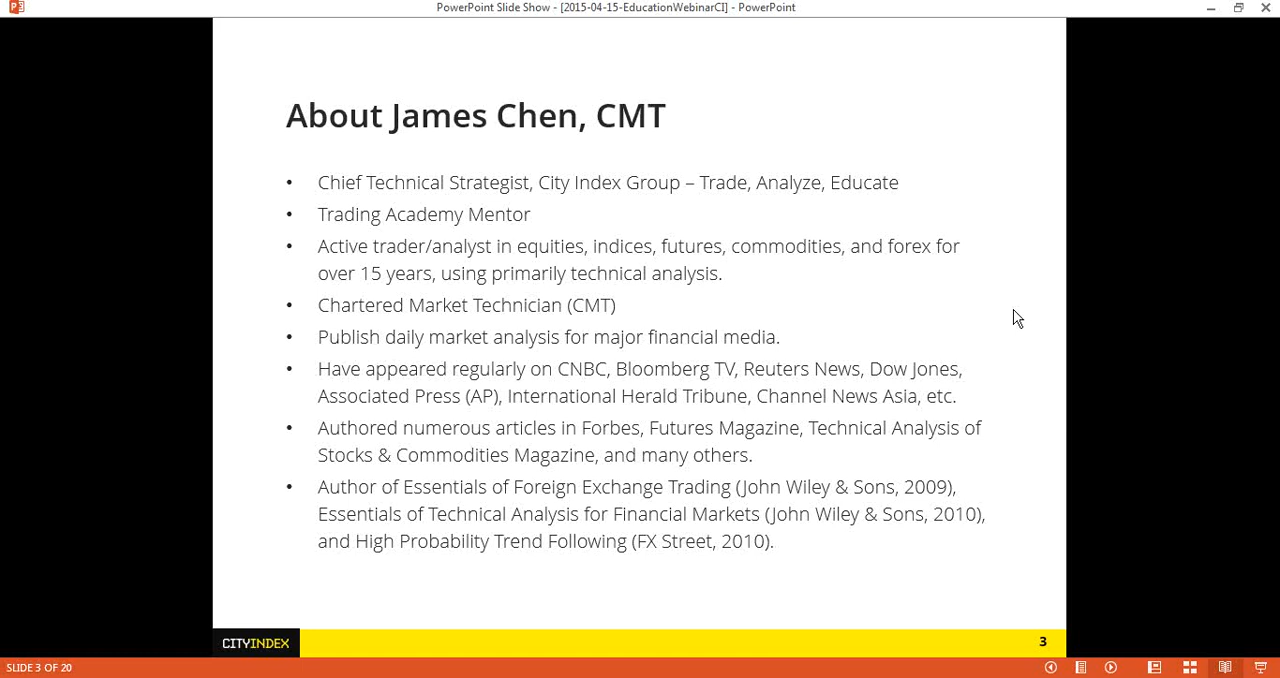 PowerPoint Slide Show - [2015-04-15-EducationWebinarCI] - PowerPoint
About James Chen, CMT
• Chief Technical Strategist, City Index Group – Trade, Analyze, Educate
• Trading Academy Mentor
• Active trader/analyst in equities, indices, futures, commodities, and forex for
over 15 years, using primarily technical analysis.
• Chartered Market Technician (CMT)
• Publish daily market analysis for major financial media.
• Have appeared regularly on CNBC, Bloomberg TV, Reuters News, Dow Jones,
Associated Press (AP), International Herald Tribune, Channel News Asia, etc.
• Authored numerous articles in Forbes, Futures Magazine, Technical Analysis of
Stocks & Commodities Magazine, and many others.
• Author of Essentials of Foreign Exchange Trading (John Wiley & Sons, 2009),
Essentials of Technical Analysis for Financial Markets (John Wiley & Sons, 2010),
and High Probability Trend Following (FX Street, 2010).
CITYINDEX
3
SLIDE 3 OF 20